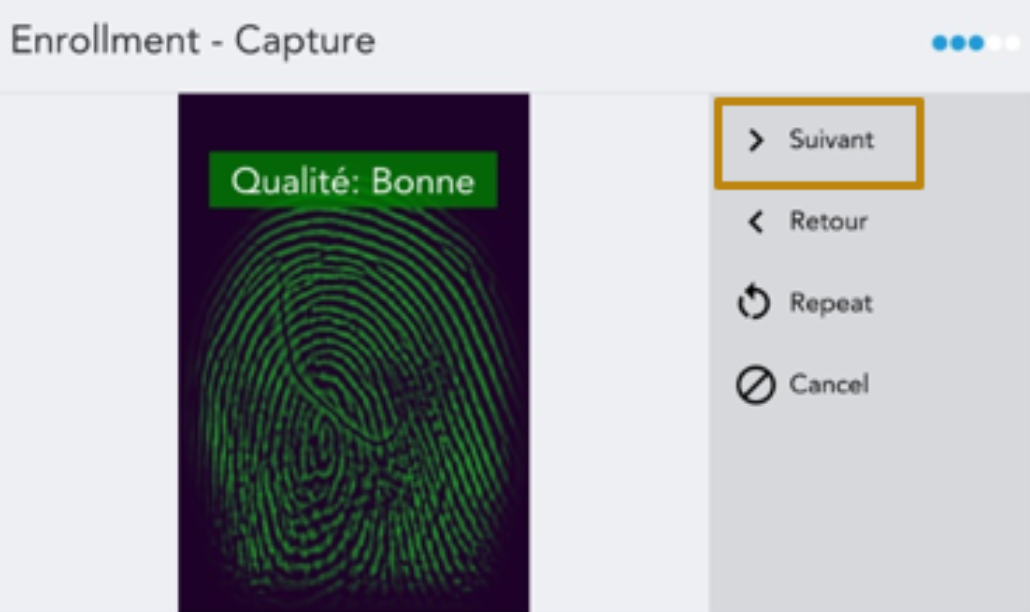 Enrollment - Capture
Qualité: Bonne
Suivant
Retour
Repeat
Cancel